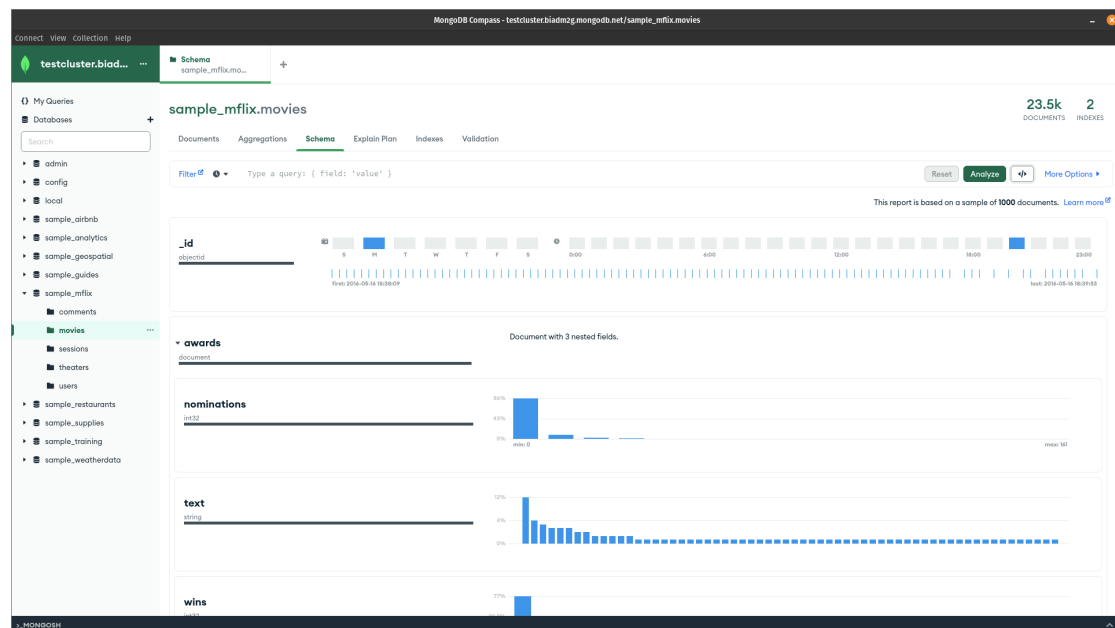 MongoDB Compass - testcluster.biadm2g.mongodb.net/sample_mflix.movies
Connect View Collection Help
testcluster.biad... ...
Schema
sample_mflix.mo...
+
{} My Queries
Databases +
Search
admin
config
local
sample_airbnb
sample_analytics
sample_geospatial
sample_guides
sample_mflix
comments
movies ...
sessions
theaters
users
sample_restaurants
sample_supplies
sample_training
sample_weatherdata
sample_mflix.movies
23.5k 2
DOCUMENTS INDEXES
Documents Aggregations Schema Explain Plan Indexes Validation
Filter Type a query: { field: 'value' } Reset Analyze </> More Options
This report is based on a sample of 1000 documents. Learn more
_id
objectid
S M T W T F S 0:00 6:00 12:00 18:00 23:00
first: 2016-05-16 18:38:09 last: 2016-05-16 18:39:53
awards
document
Document with 3 nested fields.
nominations
int32
86%
43%
0%
min: 0 max: 161
text
string
12%
6%
0%
wins
int32
77%
>_MONGOSH